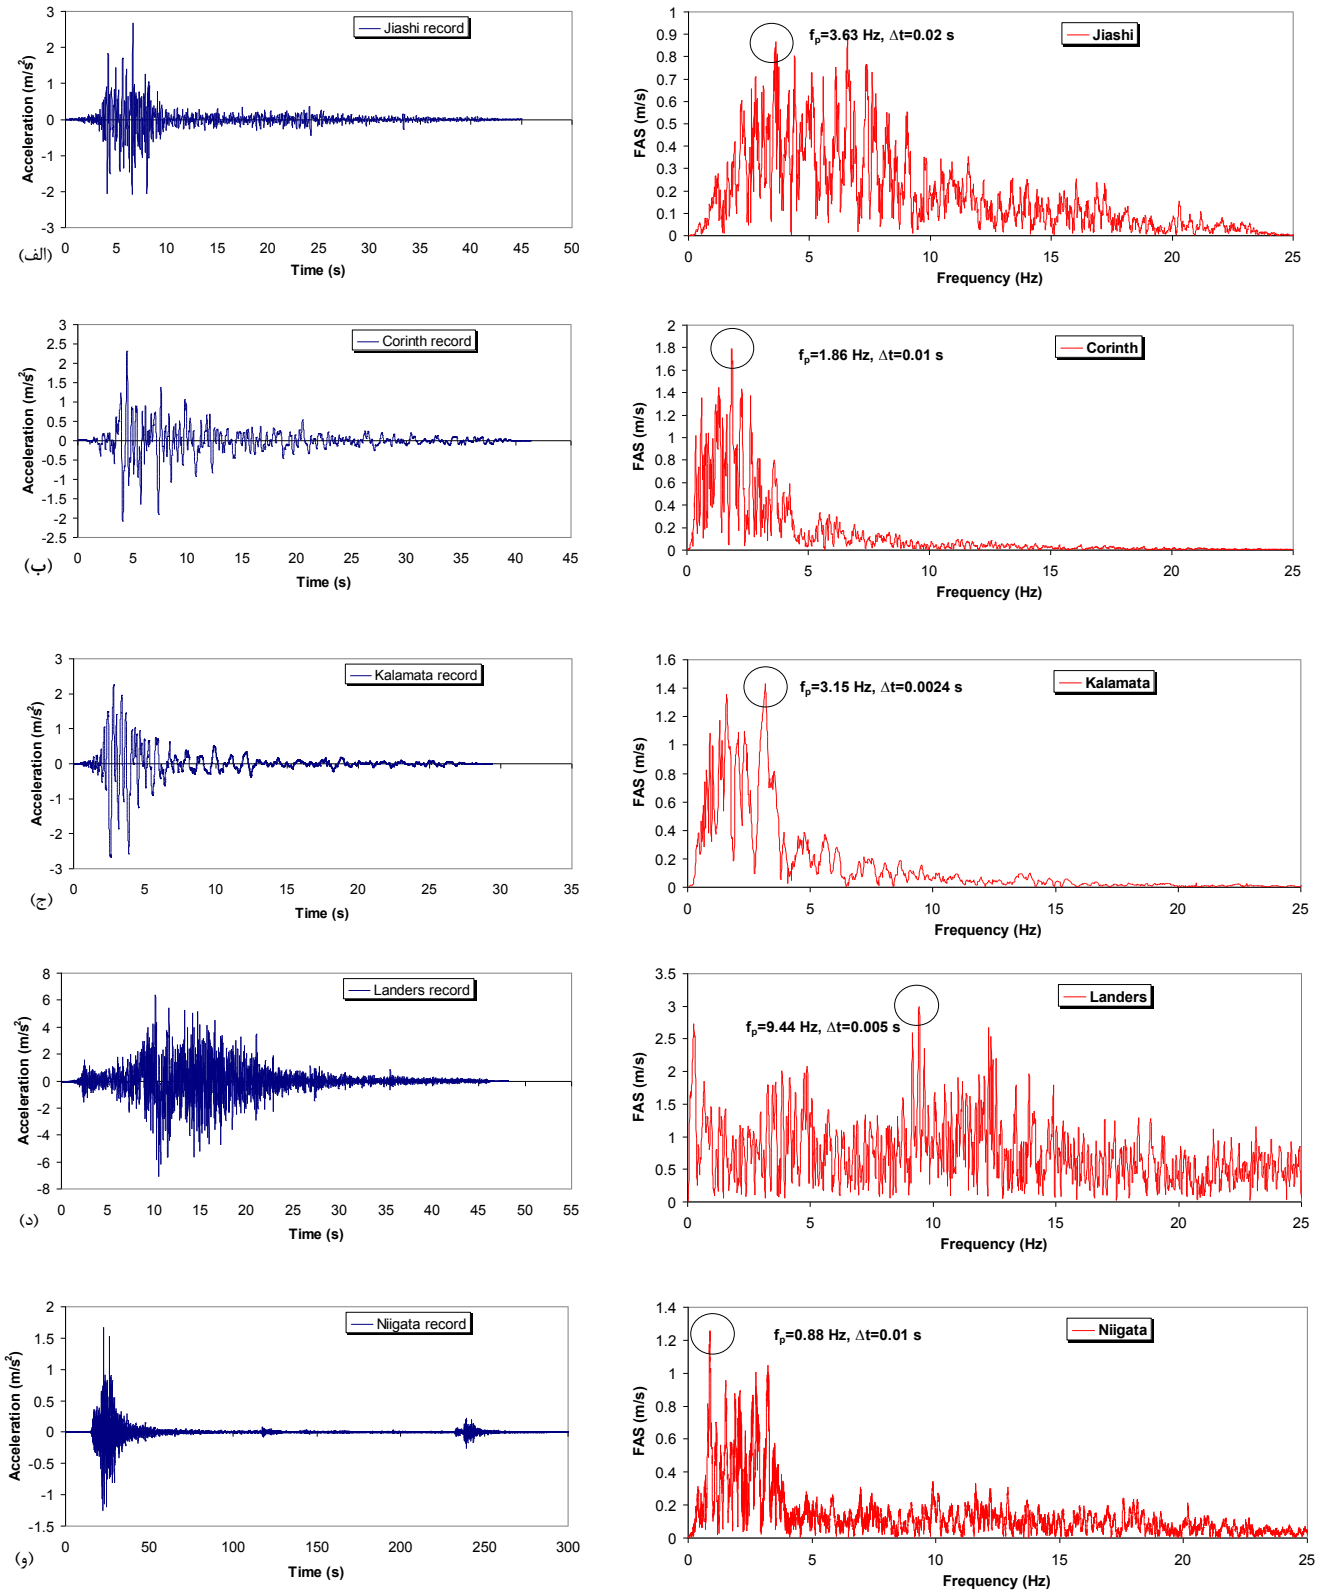 Jiashi record
Acceleration (m/s²)
3
2
1
0
-1
-2
-3
0 5 10 15 20 25 30 35 40 45 50
Time (s)
(الف)
Jiashi
fp=3.63 Hz, Δt=0.02 s
FAS (m/s)
1
0.9
0.8
0.7
0.6
0.5
0.4
0.3
0.2
0.1
0
0 5 10 15 20 25
Frequency (Hz)
Corinth record
Acceleration (m/s²)
3
2.5
2
1.5
1
0.5
0
-0.5
-1
-1.5
-2
-2.5
0 5 10 15 20 25 30 35 40 45
Time (s)
(ب)
Corinth
fp=1.86 Hz, Δt=0.01 s
FAS (m/s)
2
1.8
1.6
1.4
1.2
1
0.8
0.6
0.4
0.2
0
0 5 10 15 20 25
Frequency (Hz)
Kalamata record
Acceleration (m/s²)
3
2
1
0
-1
-2
-3
0 5 10 15 20 25 30 35
Time (s)
(ج)
Kalamata
fp=3.15 Hz, Δt=0.0024 s
FAS (m/s)
1.6
1.4
1.2
1
0.8
0.6
0.4
0.2
0
0 5 10 15 20 25
Frequency (Hz)
Landers record
Acceleration (m/s²)
8
6
4
2
0
-2
-4
-6
-8
0 5 10 15 20 25 30 35 40 45 50 55
Time (s)
(د)
Landers
fp=9.44 Hz, Δt=0.005 s
FAS (m/s)
3.5
3
2.5
2
1.5
1
0.5
0
0 5 10 15 20 25
Frequency (Hz)
Niigata record
Acceleration (m/s²)
2
1.5
1
0.5
0
-0.5
-1
-1.5
0 50 100 150 200 250 300
Time (s)
(و)
Niigata
fp=0.88 Hz, Δt=0.01 s
FAS (m/s)
1.4
1.2
1
0.8
0.6
0.4
0.2
0
0 5 10 15 20 25
Frequency (Hz)